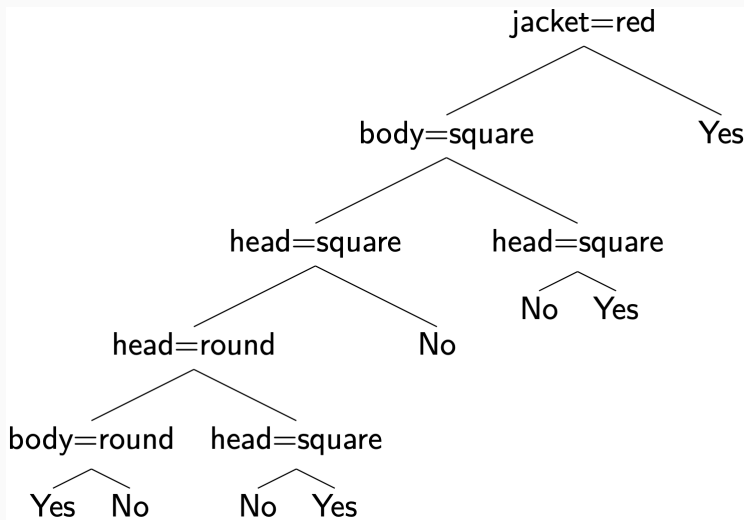 jacket=red
body=square Yes
head=square head=square
No Yes
head=round No
body=round head=square
Yes No No Yes